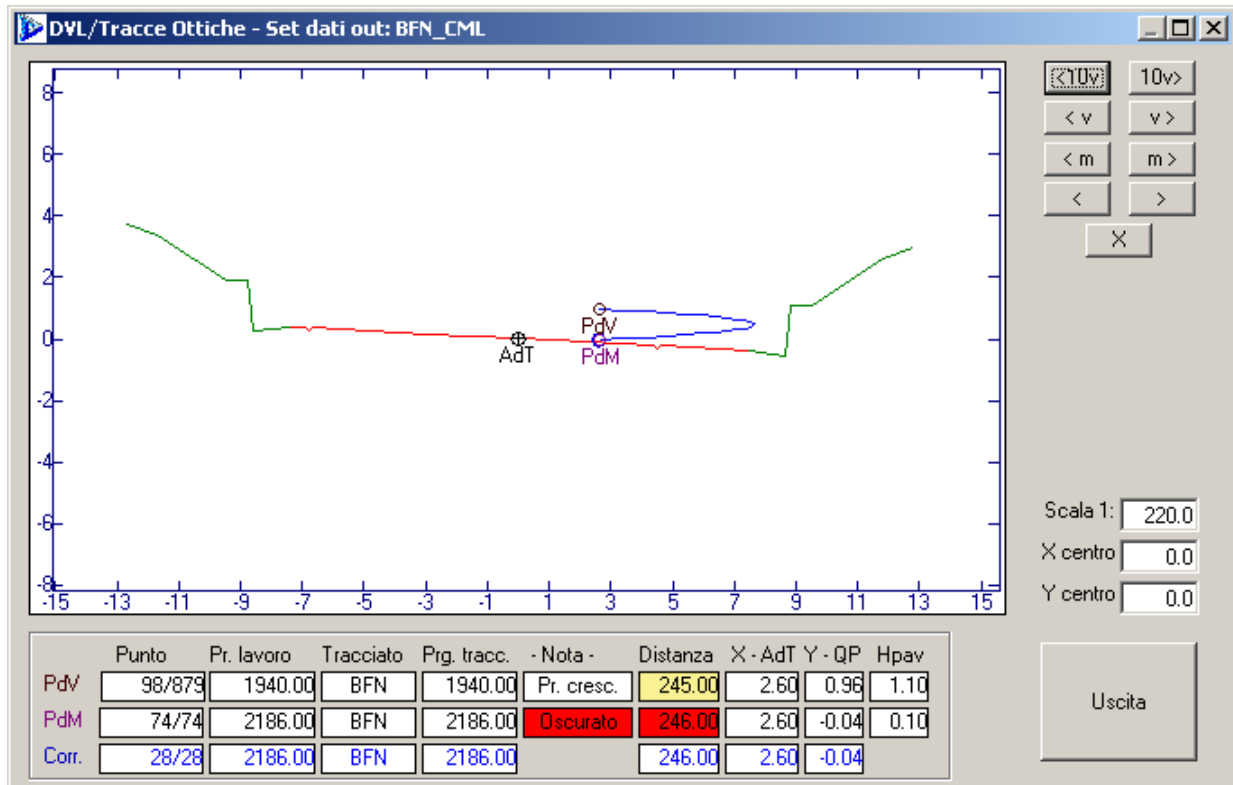 DVL/Tracce Ottiche - Set dati out: BFN_CML
8
6
4
2
0
-2
-4
-6
-8
-15 -13 -11 -9 -7 -5 -3 -1 1 3 5 7 9 11 13 15
PdV
AdT
PdM
<10v 10v>
< v v >
< m m >
< >
X
Scala 1: 220.0
X centro 0.0
Y centro 0.0
Uscita
Punto Pr. lavoro Tracciato Prg. tracc. - Nota - Distanza X - AdT Y - QP Hpav
PdV 98/879 1940.00 BFN 1940.00 Pr. cresc. 245.00 2.60 0.96 1.10
PdM 74/74 2186.00 BFN 2186.00 Oscurato 246.00 2.60 -0.04 0.10
Corr. 28/28 2186.00 BFN 2186.00 246.00 2.60 -0.04